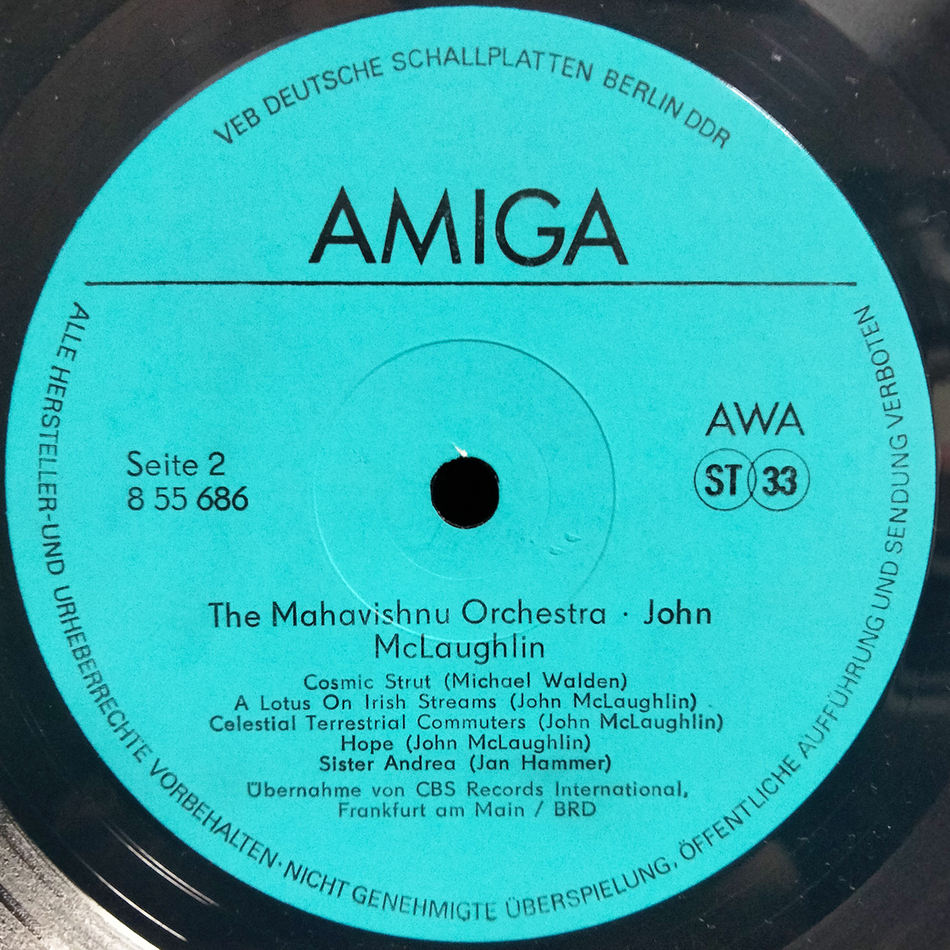 VEB DEUTSCHE SCHALLPLATTEN BERLIN DDR
AMIGA
AWA
ST 33
Seite 2
8 55 686
The Mahavishnu Orchestra · John
McLaughlin
Cosmic Strut (Michael Walden)
A Lotus On Irish Streams (John McLaughlin)
Celestial Terrestrial Commuters (John McLaughlin)
Hope (John McLaughlin)
Sister Andrea (Jan Hammer)
Übernahme von CBS Records International,
Frankfurt am Main / BRD
ALLE HERSTELLER-UND URHEBERRECHTE VORBEHALTEN · NICHT GENEHMIGTE ÜBERSPIELUNG, ÖFFENTLICHE AUFFÜHRUNG UND SENDUNG VERBOTEN